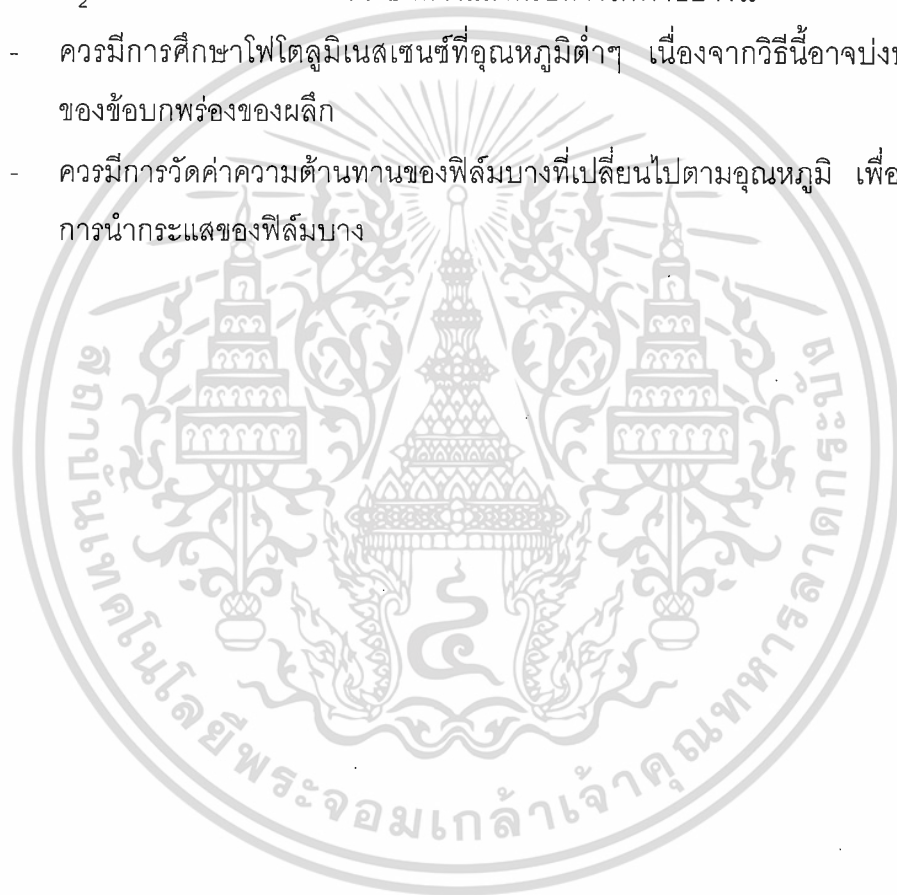 2
- ควรมีการศึกษาโฟโตลูมิเนสเซนซ์ที่อุณหภูมิต่ำๆ เนื่องจากวิธีนี้อาจบ่งบ
ของข้อบกพร่องของผลึก
- ควรมีการวัดค่าความต้านทานของฟิล์มบางที่เปลี่ยนไปตามอุณหภูมิ เพื่อ
การนำกระแสของฟิล์มบาง
สถาบันเทคโนโลยีพระจอมเกล้าเจ้าคุณทหารลาดกระบัง